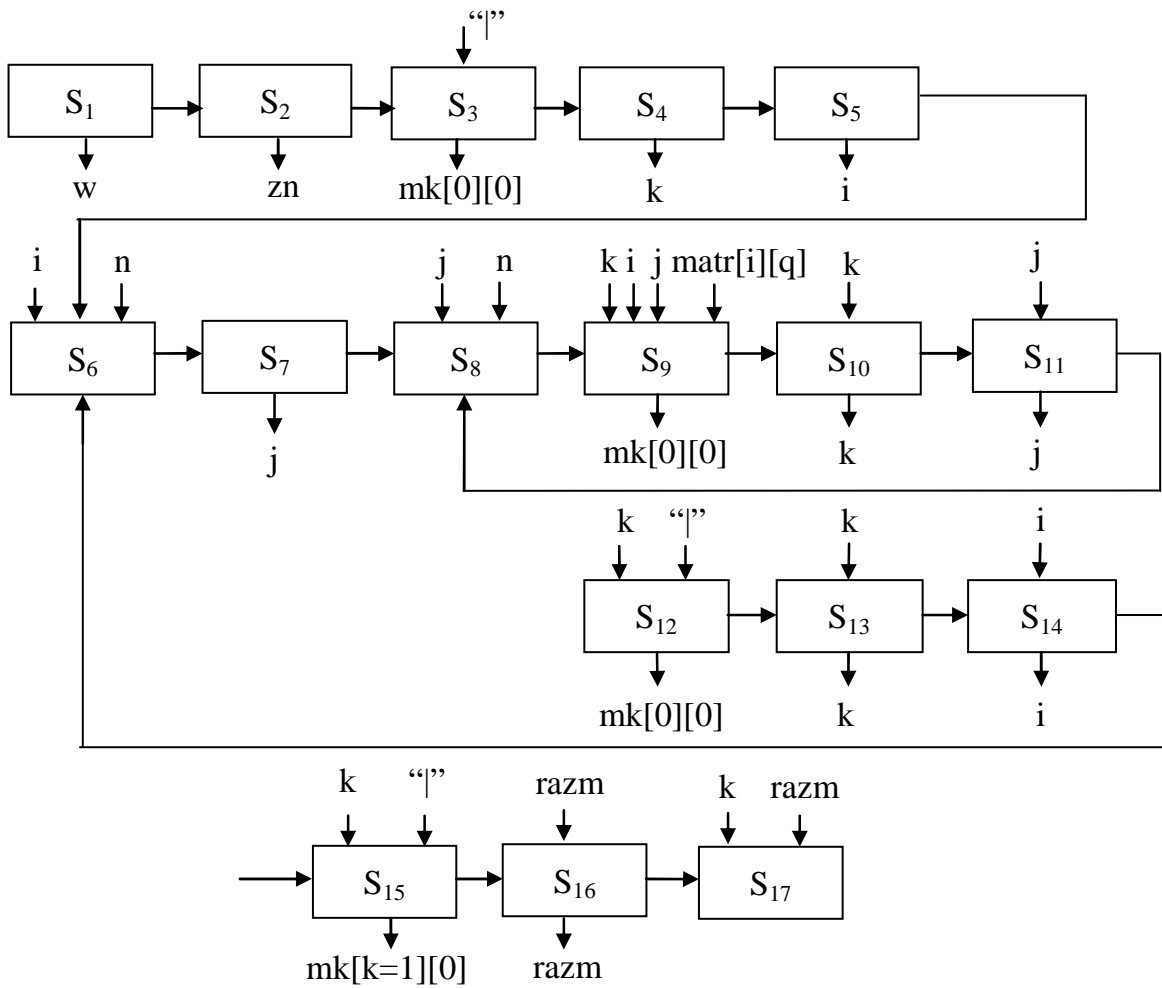 “|”
S₁ S₂ S₃ S₄ S₅
w zn mk[0][0] k i
i n j n k i j matr[i][q] k j
S₆ S₇ S₈ S₉ S₁₀ S₁₁
j mk[0][0] k j
k “|” k i
S₁₂ S₁₃ S₁₄
mk[0][0] k i
k “|” razm k razm
S₁₅ S₁₆ S₁₇
mk[k=1][0] razm